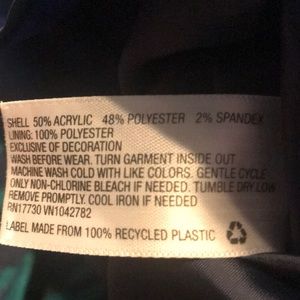 SHELL 50% ACRYLIC 48% POLYESTER 2% SPANDEX
LINING: 100% POLYESTER
EXCLUSIVE OF DECORATION
WASH BEFORE WEAR. TURN GARMENT INSIDE OUT
MACHINE WASH COLD WITH LIKE COLORS. GENTLE CYCLE
ONLY NON-CHLORINE BLEACH IF NEEDED. TUMBLE DRY LOW
REMOVE PROMPTLY. COOL IRON IF NEEDED
RN17730 VN1042782
LABEL MADE FROM 100% RECYCLED PLASTIC